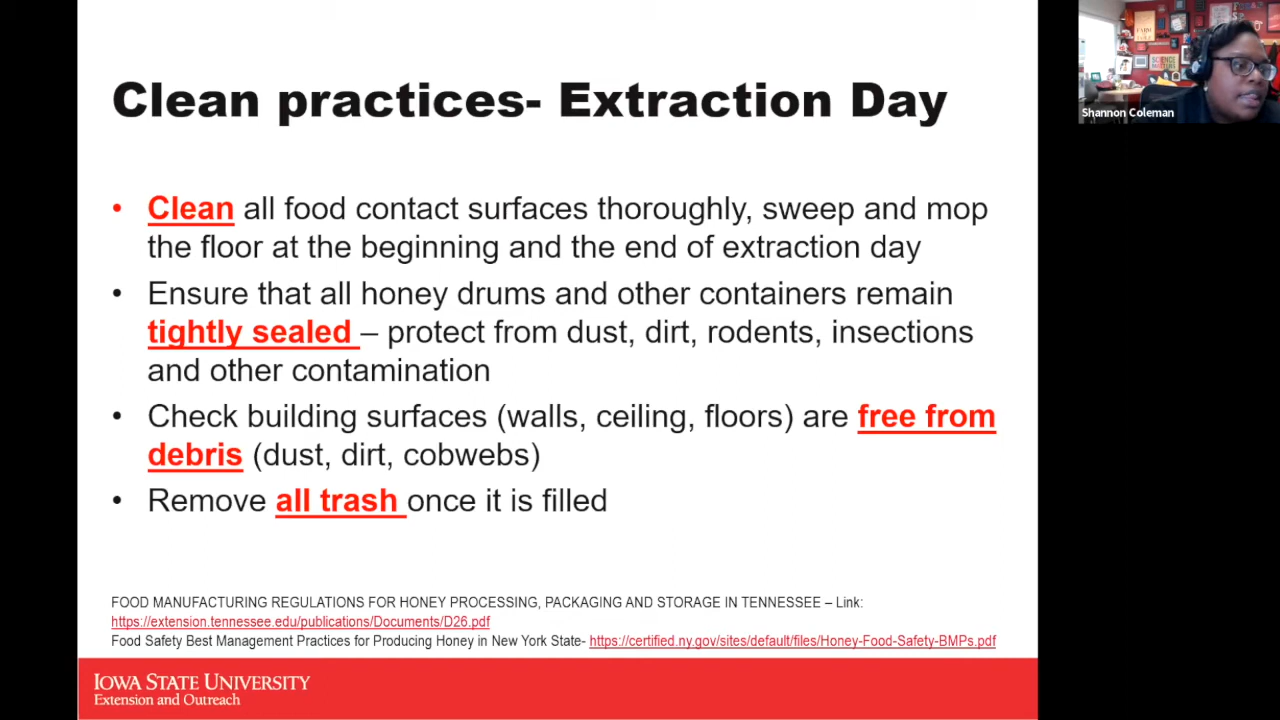 Clean practices- Extraction Day
• Clean all food contact surfaces thoroughly, sweep and mop
the floor at the beginning and the end of extraction day
• Ensure that all honey drums and other containers remain
tightly sealed – protect from dust, dirt, rodents, insections
and other contamination
• Check building surfaces (walls, ceiling, floors) are free from
debris (dust, dirt, cobwebs)
• Remove all trash once it is filled
FOOD MANUFACTURING REGULATIONS FOR HONEY PROCESSING, PACKAGING AND STORAGE IN TENNESSEE – Link:
https://extension.tennessee.edu/publications/Documents/D26.pdf
Food Safety Best Management Practices for Producing Honey in New York State- https://certified.ny.gov/sites/default/files/Honey-Food-Safety-BMPs.pdf
IOWA STATE UNIVERSITY
Extension and Outreach
SCIENCE
Shannon Coleman